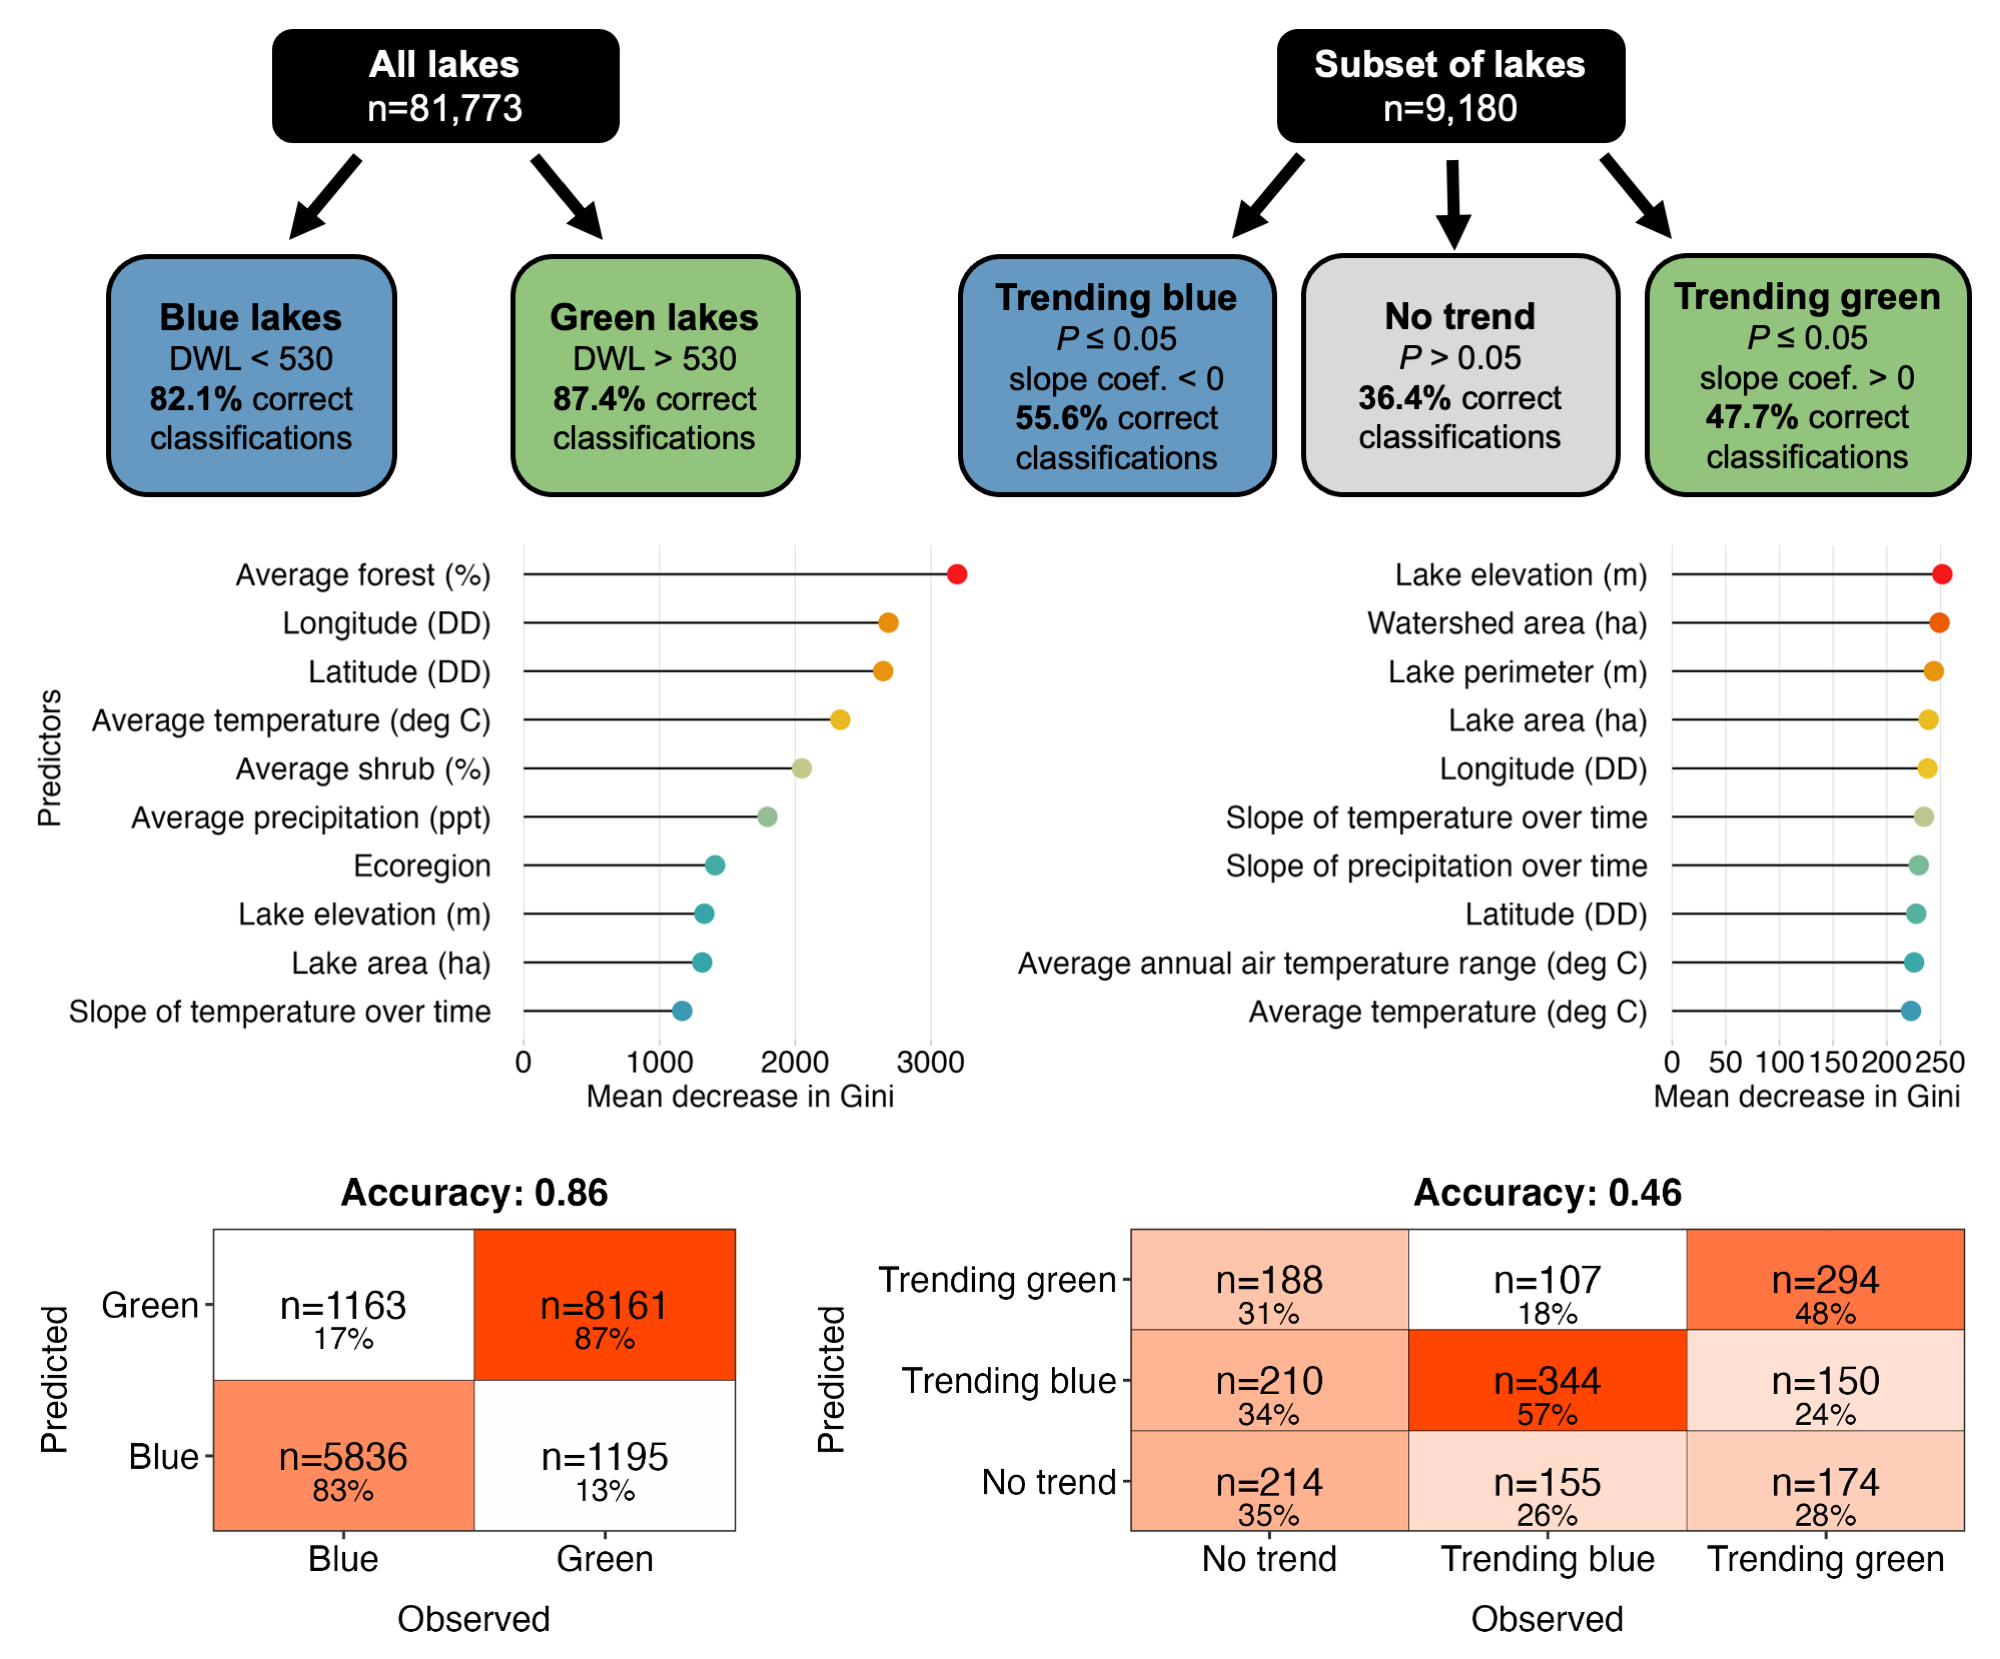 All lakes
n=81,773
Subset of lakes
n=9,180
Blue lakes
DWL < 530
82.1% correct
classifications
Green lakes
DWL > 530
87.4% correct
classifications
Trending blue
P ≤ 0.05
slope coef. < 0
55.6% correct
classifications
No trend
P > 0.05
36.4% correct
classifications
Trending green
P ≤ 0.05
slope coef. > 0
47.7% correct
classifications
Predictors
Average forest (%)
Longitude (DD)
Latitude (DD)
Average temperature (deg C)
Average shrub (%)
Average precipitation (ppt)
Ecoregion
Lake elevation (m)
Lake area (ha)
Slope of temperature over time
0 1000 2000 3000
Mean decrease in Gini
Lake elevation (m)
Watershed area (ha)
Lake perimeter (m)
Lake area (ha)
Longitude (DD)
Slope of temperature over time
Slope of precipitation over time
Latitude (DD)
Average annual air temperature range (deg C)
Average temperature (deg C)
0 50 100 150 200 250
Mean decrease in Gini
Accuracy: 0.86
Predicted
Green
n=1163
17%
n=8161
87%
Blue
n=5836
83%
n=1195
13%
Blue Green
Observed
Accuracy: 0.46
Predicted
Trending green
n=188
31%
n=107
18%
n=294
48%
Trending blue
n=210
34%
n=344
57%
n=150
24%
No trend
n=214
35%
n=155
26%
n=174
28%
No trend Trending blue Trending green
Observed